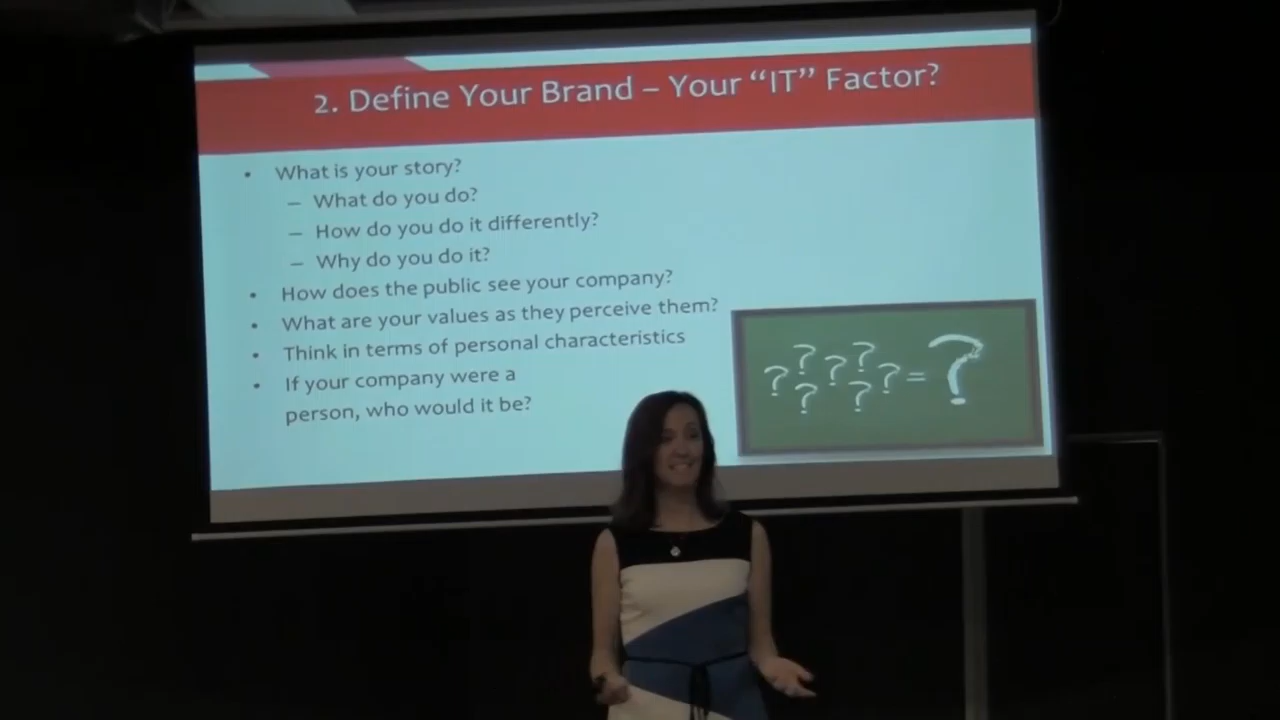 2. Define Your Brand – Your “IT” Factor?
• What is your story?
– What do you do?
– How do you do it differently?
– Why do you do it?
• How does the public see your company?
• What are your values as they perceive them?
• Think in terms of personal characteristics
• If your company were a
person, who would it be?
? ? ? ? ? ? ? = ?